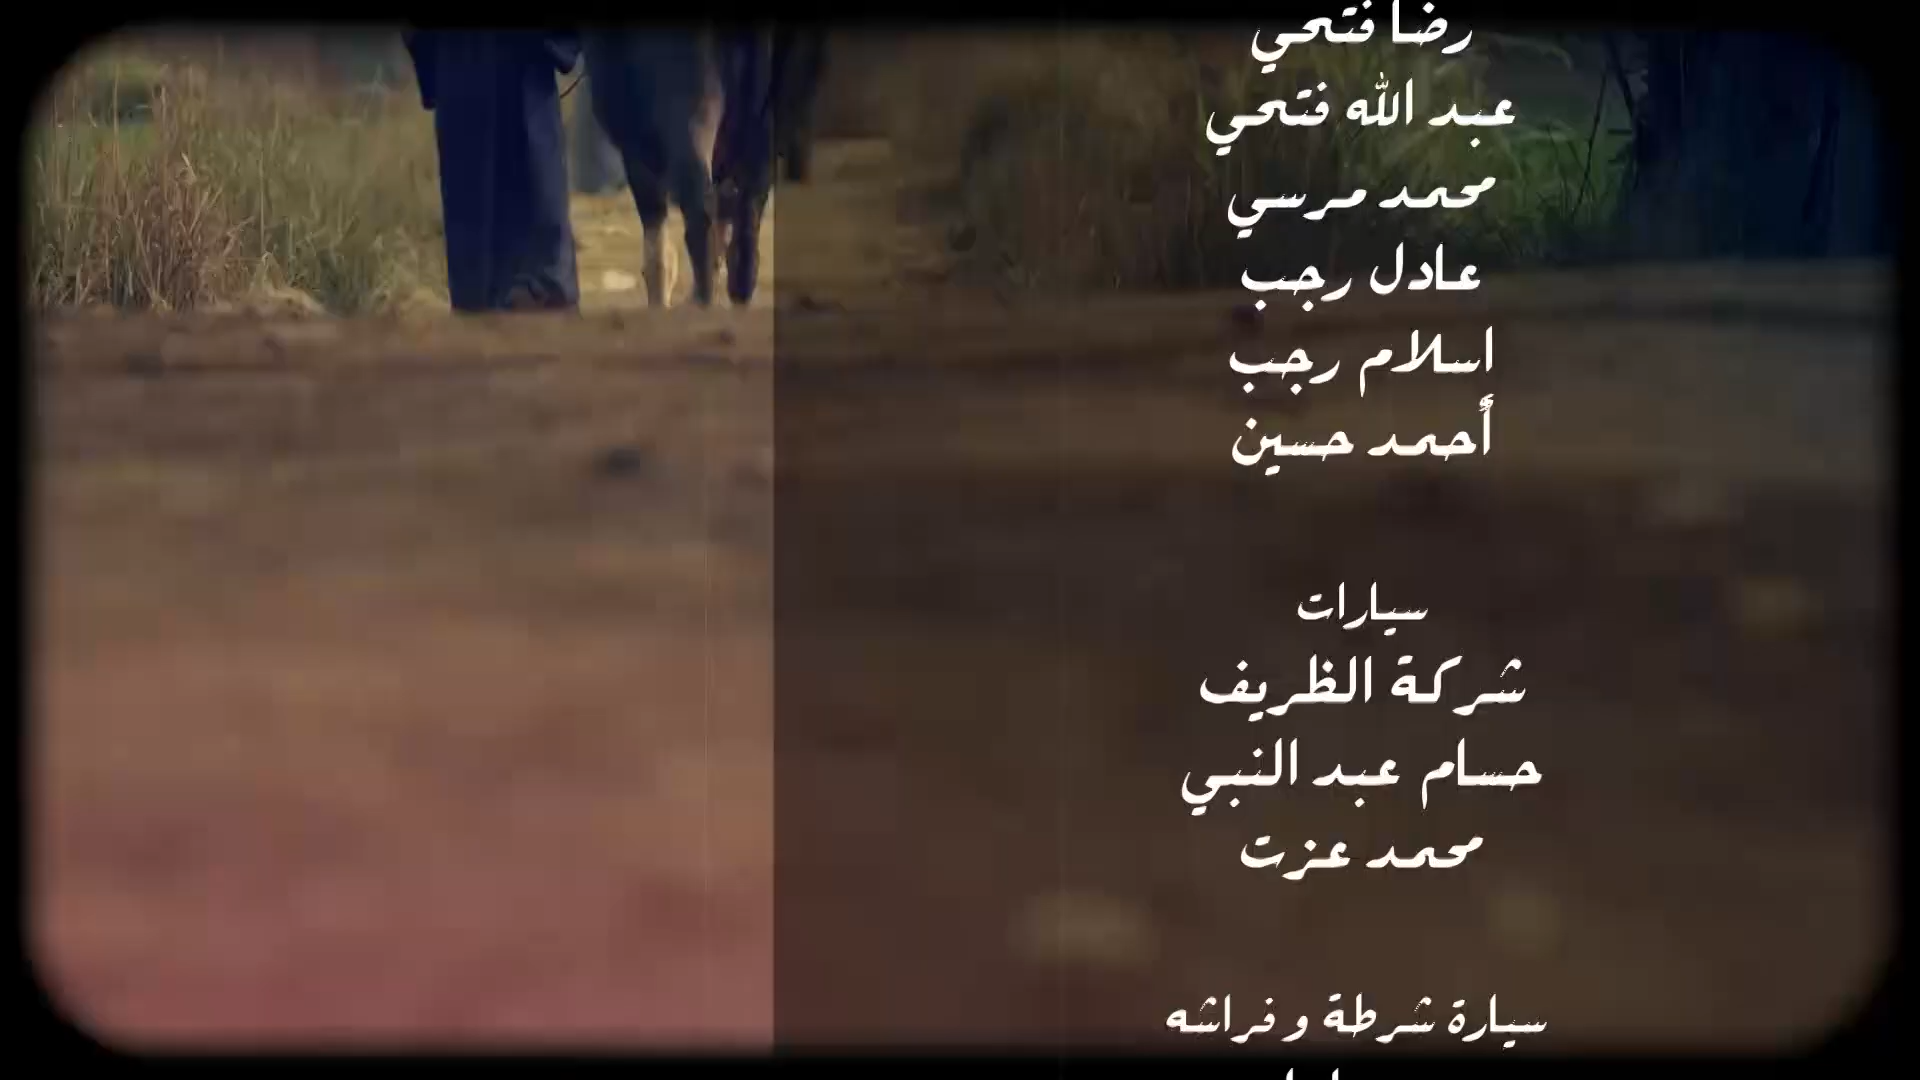 رضا فتحي
عبد الله فتحي
محمد مرسي
عادل رجب
اسلام رجب
أحمد حسين
سيارات
شركة الظريف
حسام عبد النبي
محمد عزت
سيارة شرطة و فراشه